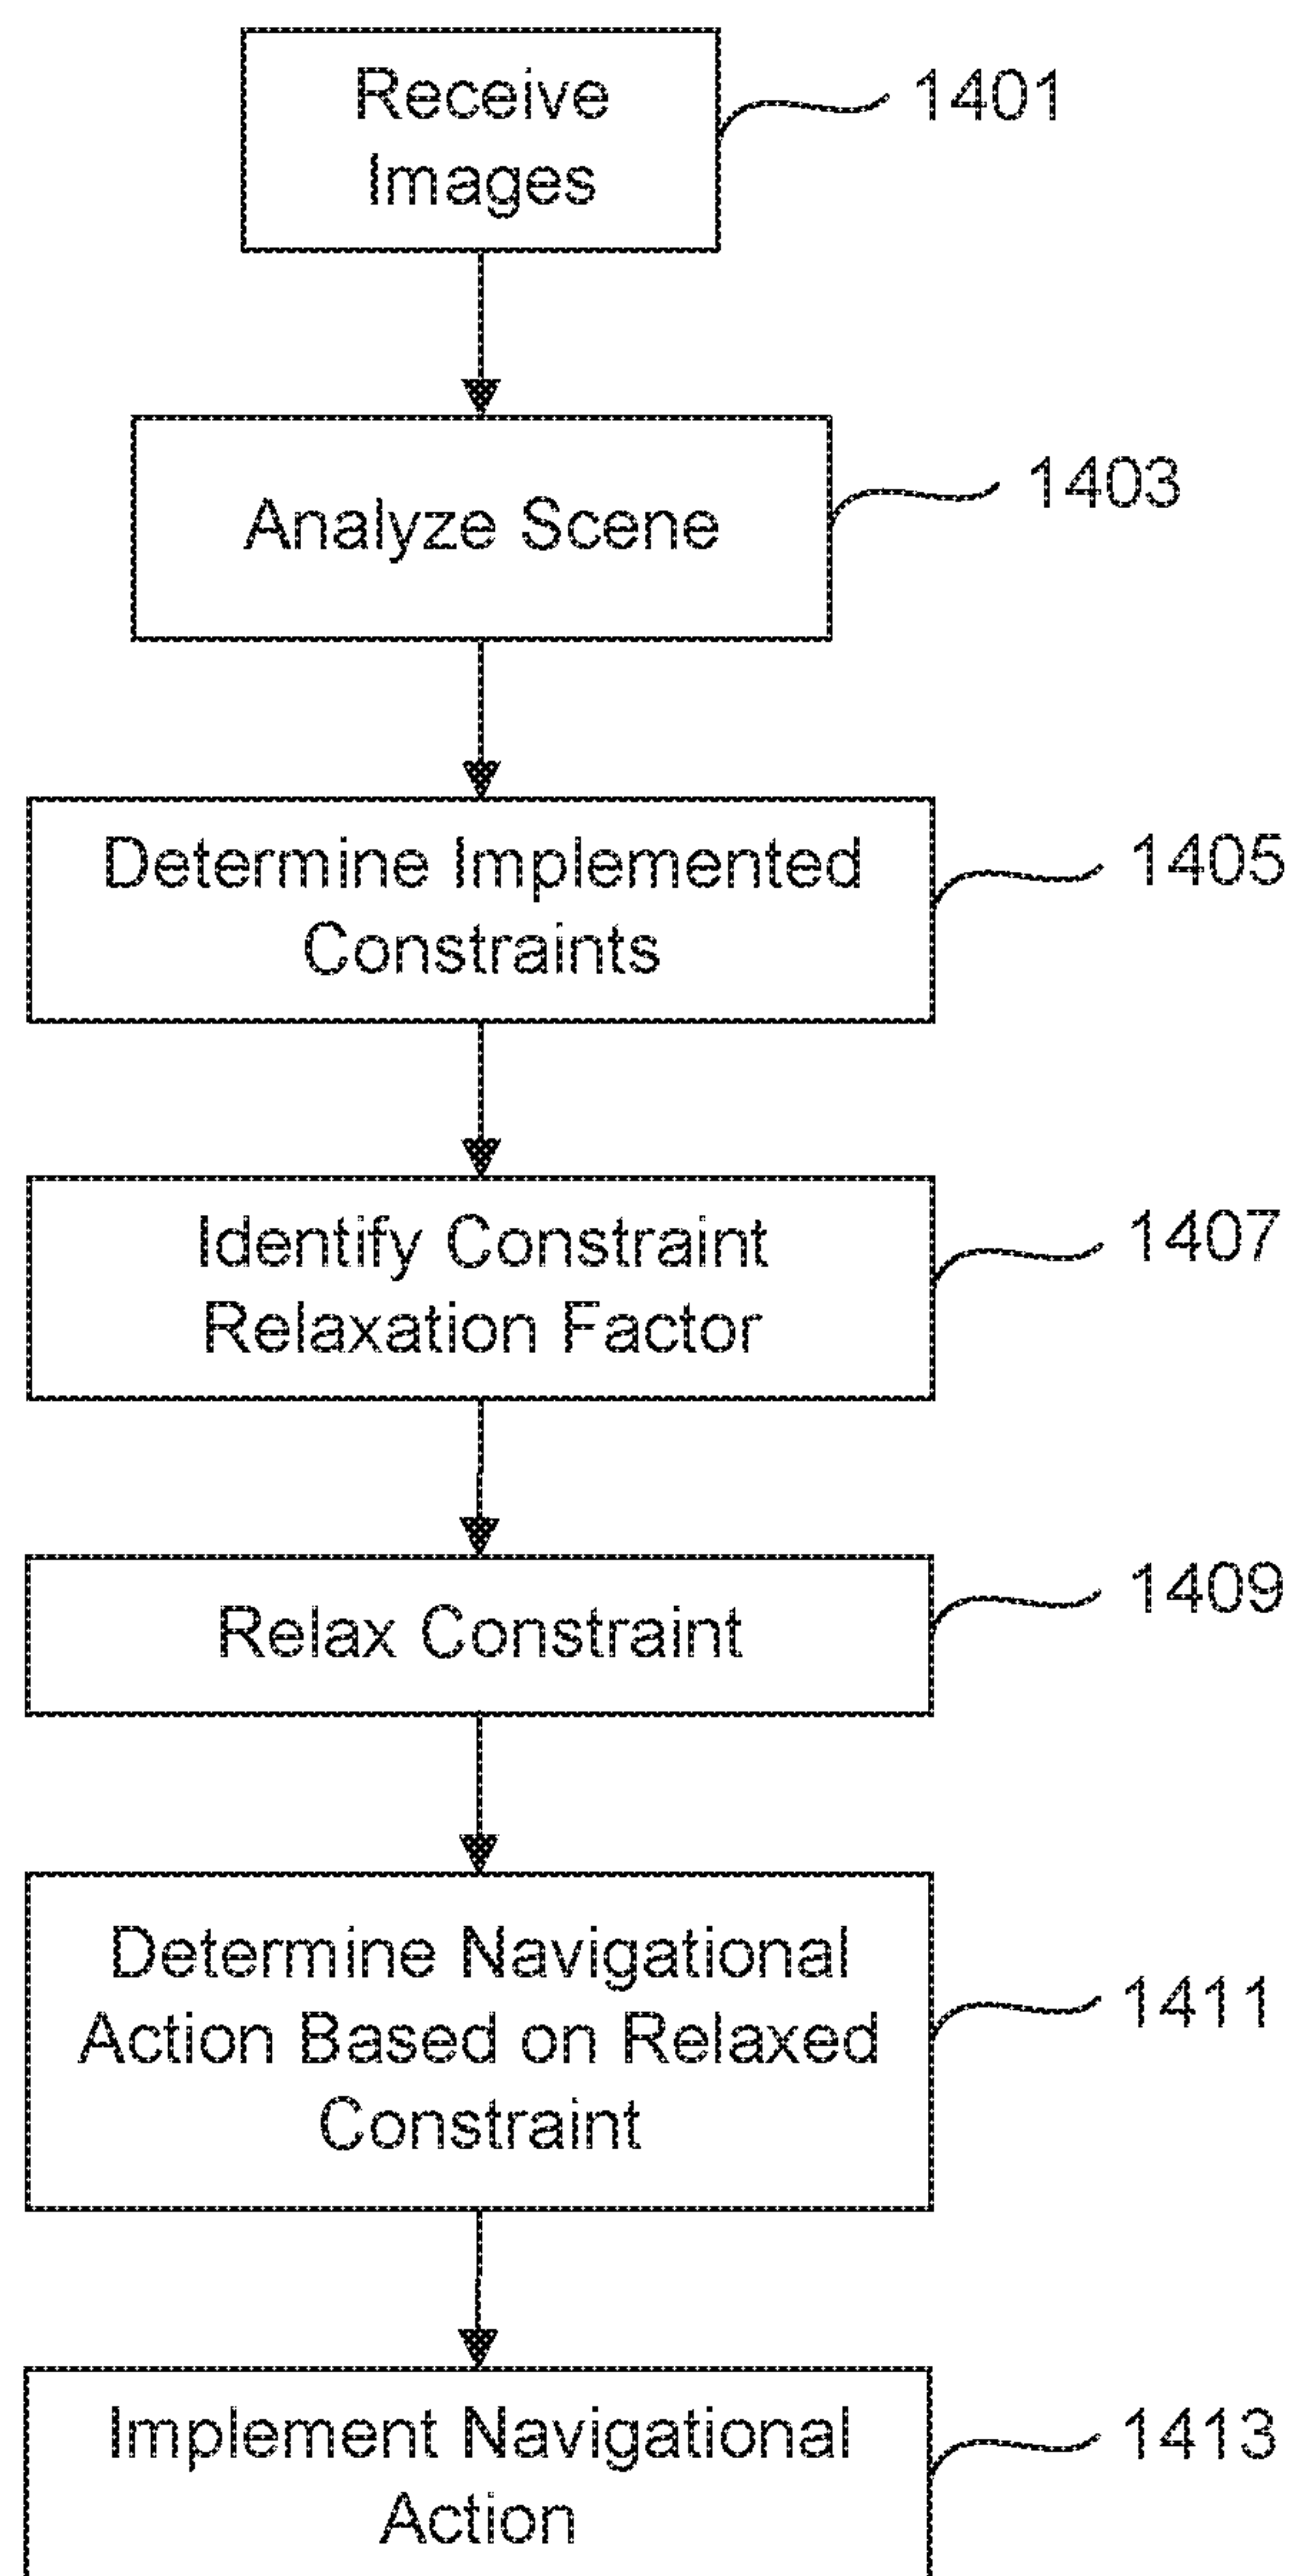 Receive
Images
1401
Analyze Scene
1403
Determine Implemented
Constraints
1405
Identify Constraint
Relaxation Factor
1407
Relax Constraint
1409
Determine Navigational
Action Based on Relaxed
Constraint
1411
Implement Navigational
Action
1413